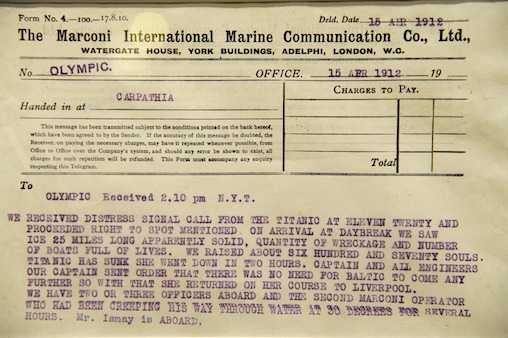 Form No. 4.—100.—17.8.10.
Deld. Date 15 APR 1912
The Marconi International Marine Communication Co., Ltd.,
WATERGATE HOUSE, YORK BUILDINGS, ADELPHI, LONDON, W.C.
No. OLYMPIC. OFFICE. 15 APR 1912 19
Handed in at CARPATHIA
CHARGES TO PAY.
This message has been transmitted subject to the conditions printed on the back hereof,
which have been agreed to by the Sender. If the accuracy of this message be doubted, the
Receiver, on paying the necessary charges, may have it repeated whenever possible, from
Office to Office over the Company's system, and should any error be shown to exist, all
charges for such repetition will be refunded. This Form must accompany any enquiry
respecting this Telegram.
Total
To
OLYMPIC Received 2.10 pm N.Y.T.
WE RECEIVED DISTRESS SIGNAL CALL FROM THE TITANIC AT ELEVEN TWENTY AND
PROCEEDED RIGHT TO SPOT MENTIONED. ON ARRIVAL AT DAYBREAK WE SAW
ICE 25 MILES LONG APPARENTLY SOLID, QUANTITY OF WRECKAGE AND NUMBER
OF BOATS FULL OF LIVES. WE RAISED ABOUT SIX HUNDRED AND SEVENTY SOULS.
TITANIC HAS SUNK SHE WENT DOWN IN TWO HOURS. CAPTAIN AND ALL ENGINEERS
OUR CAPTAIN SENT ORDER THAT THERE WAS NO NEED FOR BALTIC TO COME ANY
FURTHER SO WITH THAT SHE RETURNED ON HER COURSE TO LIVERPOOL.
WE HAVE TWO OR THREE OFFICERS ABOARD AND THE SECOND MARCONI OPERATOR
WHO HAD BEEN CREEPING HIS WAY THROUGH WATER AT 30 DEGREES FOR SEVERAL
HOURS. Mr. Ismay is ABOARD.